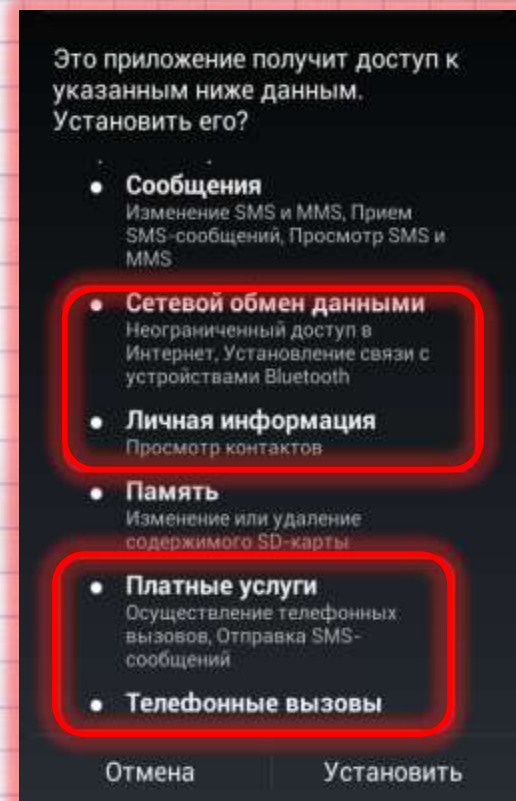 Это приложение получит доступ к
указанным ниже данным.
Установить его?
• Сообщения
Изменение SMS и MMS, Прием
SMS-сообщений, Просмотр SMS и
MMS
• Сетевой обмен данными
Неограниченный доступ в
Интернет, Установление связи с
устройствами Bluetooth
• Личная информация
Просмотр контактов
• Память
Изменение или удаление
содержимого SD-карты
• Платные услуги
Осуществление телефонных
вызовов, Отправка SMS-
сообщений
• Телефонные вызовы
Отмена Установить